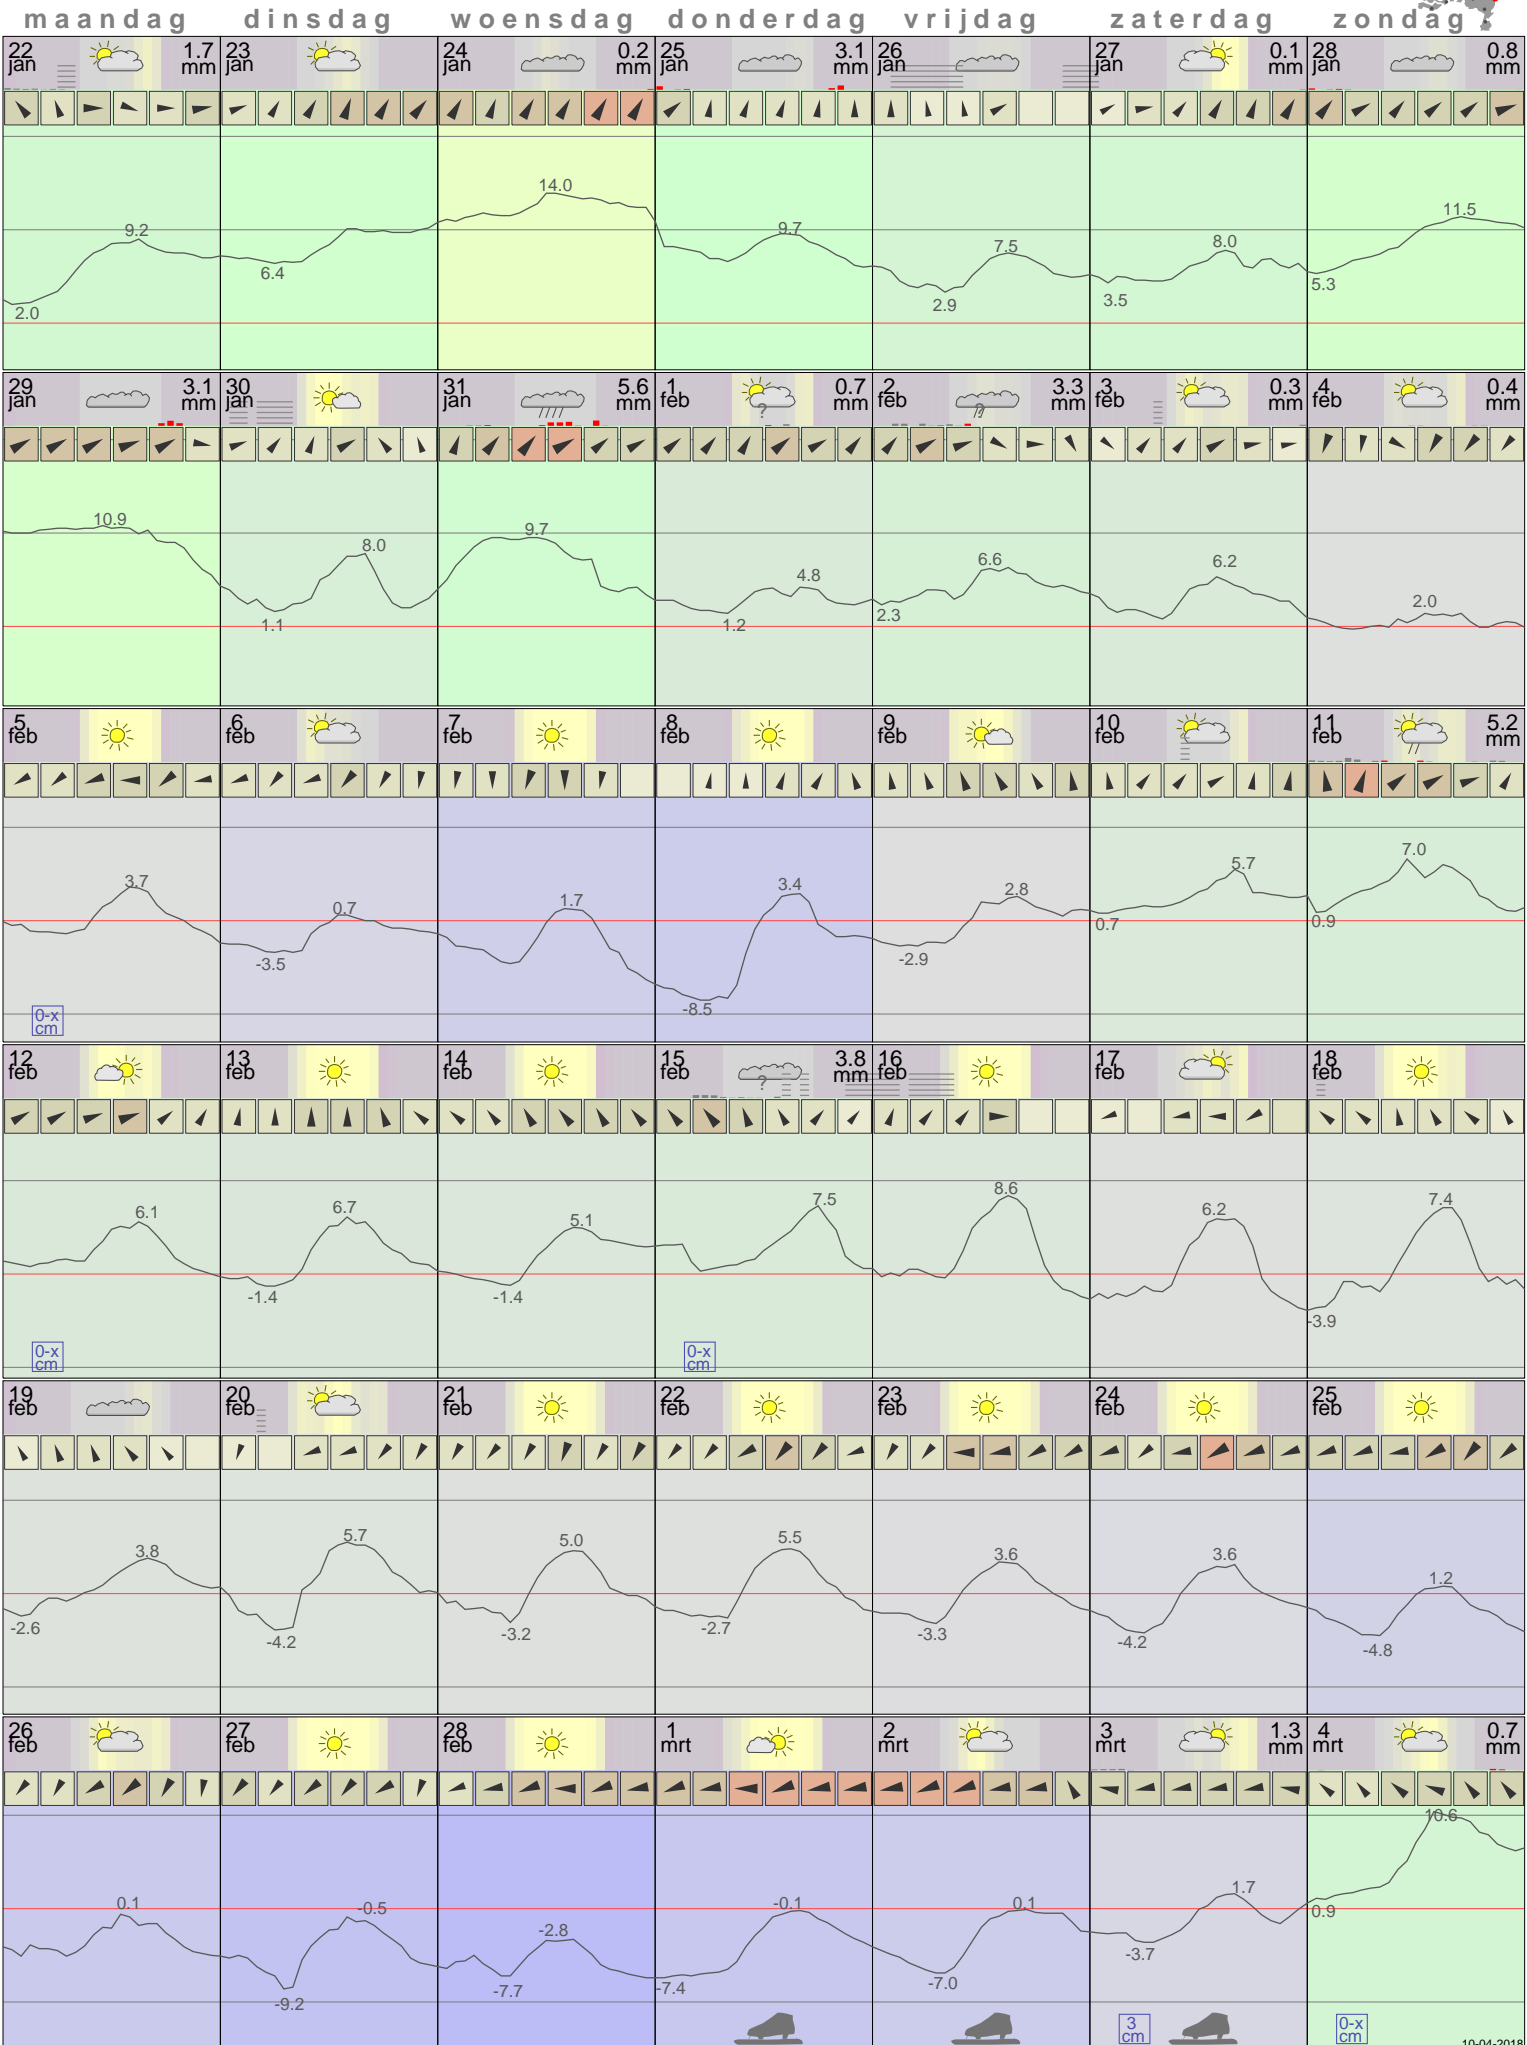 maandag dinsdag woensdag donderdag vrijdag zaterdag zondag
22 jan 1.7 mm 23 jan 24 jan 0.2 mm 25 jan 3.1 mm 26 jan 27 jan 0.1 mm 28 jan 0.8 mm
14.0
9.2 9.7 7.5 8.0 11.5
2.0 6.4 2.9 3.5 5.3
29 jan 3.1 mm 30 jan 31 jan 5.6 mm 1 feb ? 0.7 mm 2 feb ? 3.3 mm 3 feb 0.3 mm 4 feb 0.4 mm
10.9 8.0 9.7 4.8 6.6 6.2 2.0
1.1 1.2 2.3
5 feb 6 feb 7 feb 8 feb 9 feb 10 feb 11 feb 5.2 mm
3.7 0.7 1.7 3.4 2.8 5.7 7.0
-3.5 -8.5 -2.9 0.7 0.9
0-x cm
12 feb 13 feb 14 feb 15 feb ? 3.8 mm 16 feb 17 feb 18 feb
6.1 6.7 5.1 7.5 8.6 6.2 7.4
-1.4 -1.4 -3.9
0-x cm 0-x cm
19 feb 20 feb 21 feb 22 feb 23 feb 24 feb 25 feb
3.8 5.7 5.0 5.5 3.6 3.6 1.2
-2.6 -4.2 -3.2 -2.7 -3.3 -4.2 -4.8
26 feb 27 feb 28 feb 1 mrt 2 mrt 3 mrt 1.3 mm 4 mrt 0.7 mm
0.1 -0.5 -2.8 -0.1 0.1 1.7 10.6
-9.2 -7.7 -7.4 -7.0 -3.7 0.9
3 cm 0-x cm
10-04-2018